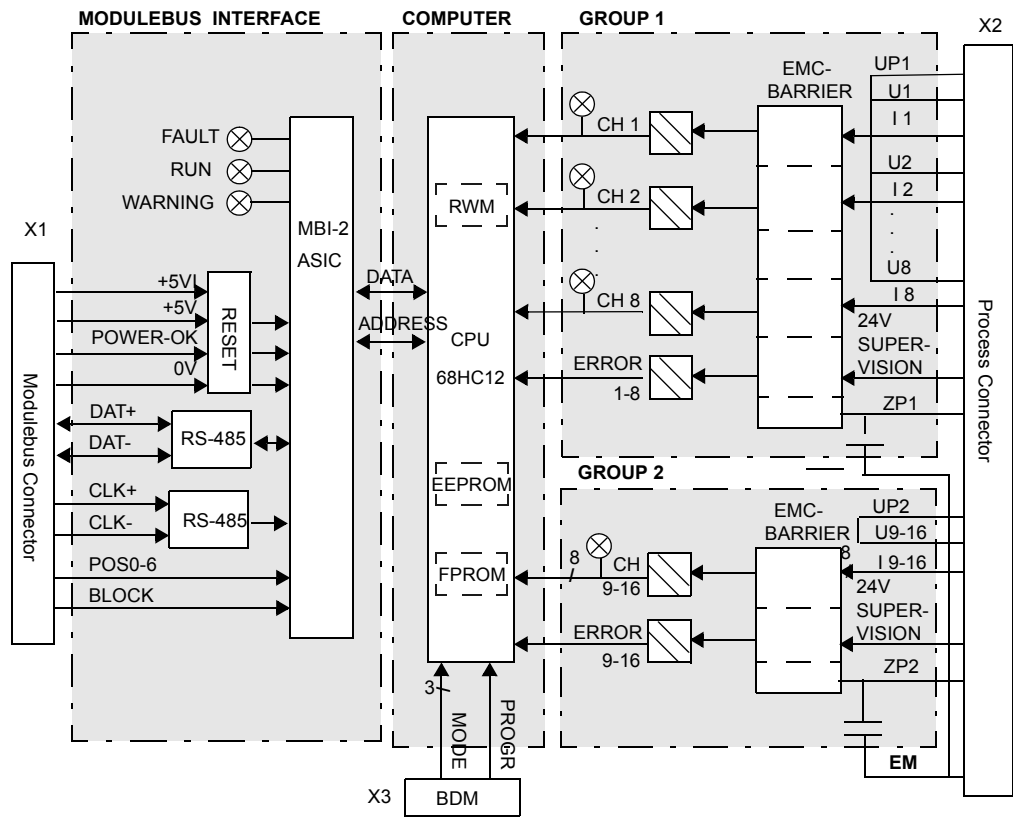 MODULEBUS INTERFACE
COMPUTER
GROUP 1
X2
FAULT
RUN
WARNING
X1
MBI-2
ASIC
+5VI
+5V
POWER-OK
0V
RESET
DAT+
DAT-
RS-485
CLK+
CLK-
RS-485
POS0-6
BLOCK
Modulebus Connector
DATA
ADDRESS
RWM
CPU
68HC12
EEPROM
FPROM
3
MODE
PROGR
X3
BDM
EMC-
BARRIER
CH 1
CH 2
.
.
.
CH 8
ERROR
1-8
UP1
U1
I 1
U2
I 2
.
.
.
U8
I 8
24V
SUPER-
VISION
ZP1
Process Connector
GROUP 2
EMC-
BARRIER
8
CH
9-16
ERROR
9-16
UP2
U9-16
8
I 9-16
24V
SUPER-
VISION
ZP2
EM